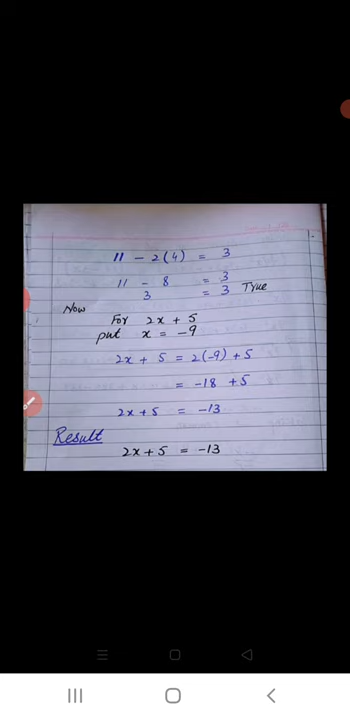 11 - 2(4) = 3
11 - 8 = 3
3 = 3 True
Now
For 2x + 5
put x = -9
2x + 5 = 2(-9) + 5
= -18 + 5
2x + 5 = -13
Result
2x + 5 = -13